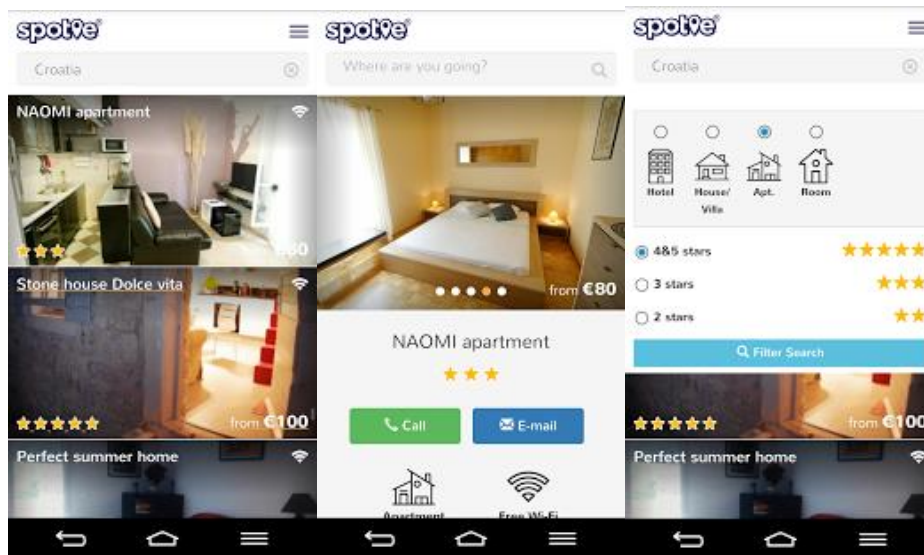 spotie
Croatia
NAOMI apartment
Stone house Dolce vita
from €100
Perfect summer home
spotie
Where are you going?
from €80
NAOMI apartment
Call
E-mail
Apartment
Free Wi-Fi
spotie
Croatia
Hotel
House/
Villa
Apt.
Room
4&5 stars
3 stars
2 stars
Filter Search
from €100
Perfect summer home